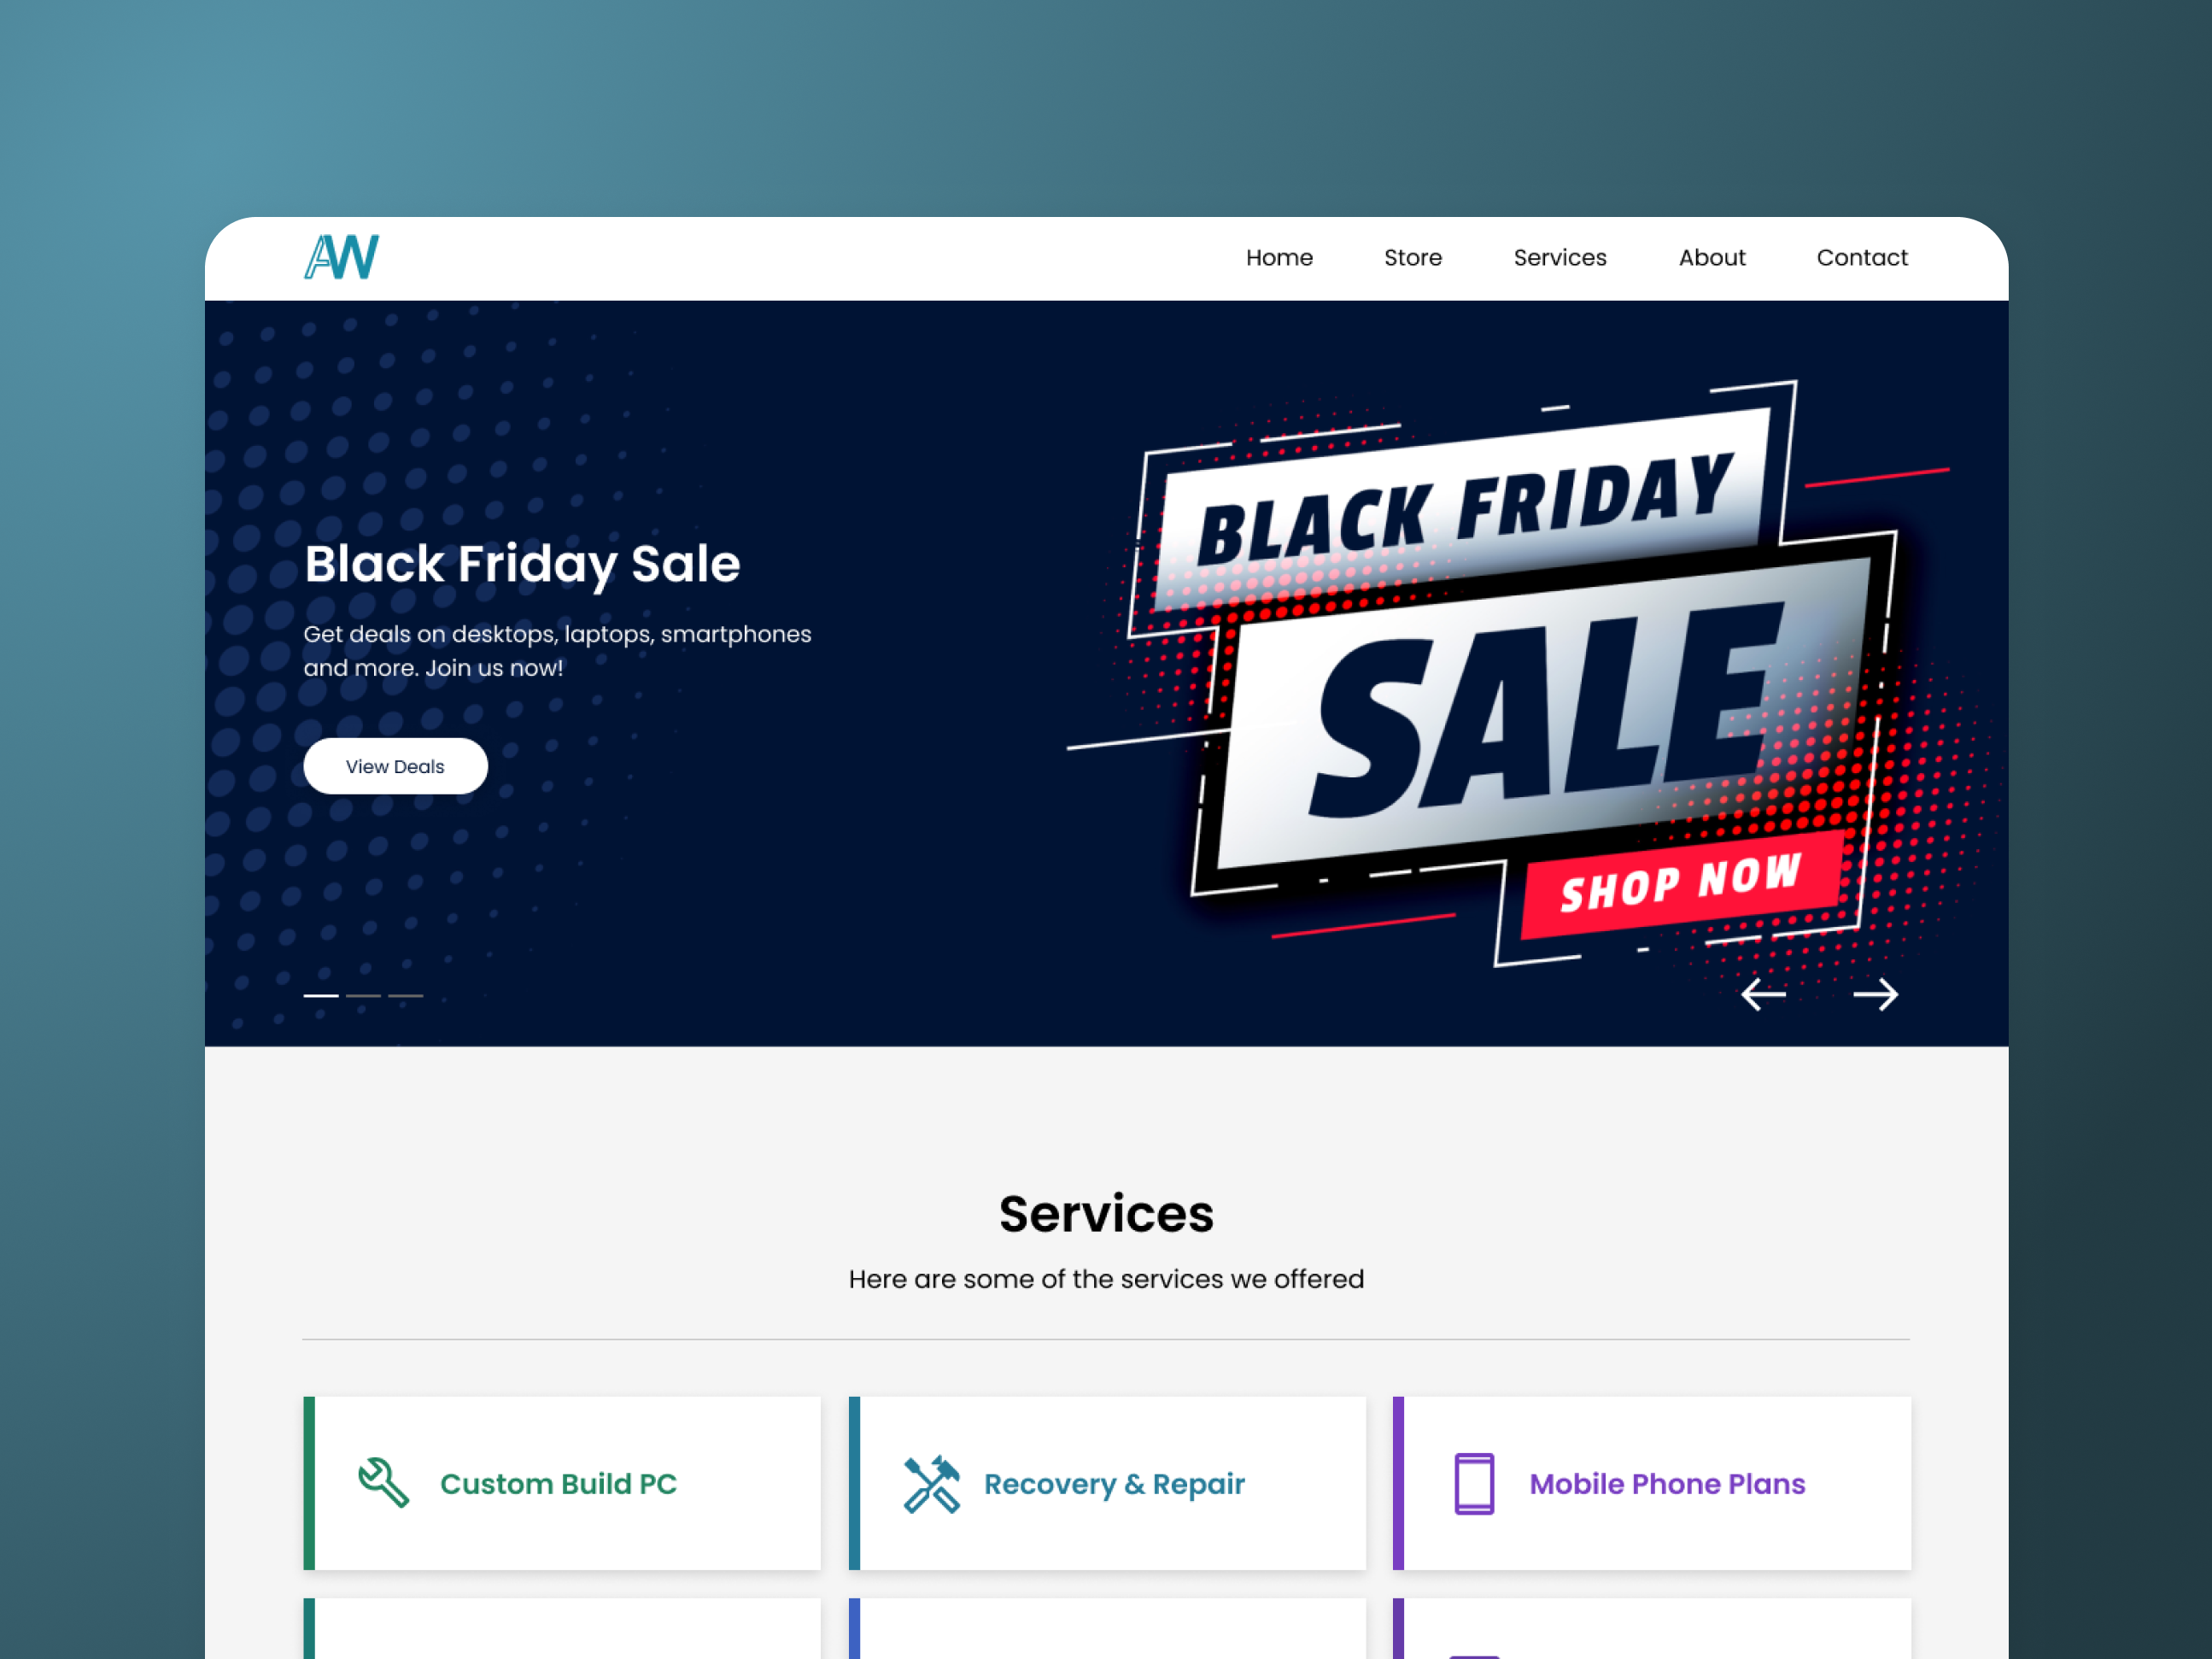 AW
Home
Store
Services
About
Contact
Black Friday Sale
Get deals on desktops, laptops, smartphones
and more. Join us now!
View Deals
BLACK FRIDAY
SALE
SHOP NOW
Services
Here are some of the services we offered
Custom Build PC
Recovery & Repair
Mobile Phone Plans